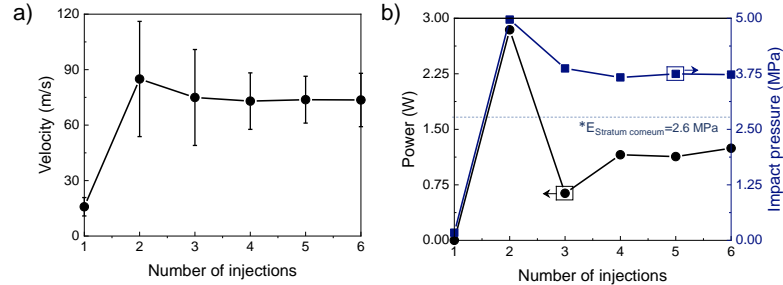 a)
120
90
60
30
0
Velocity (m/s)
1 2 3 4 5 6
Number of injections
b)
3.00
2.25
1.50
0.75
0.00
Power (W)
*E Stratum corneum=2.6 MPa
5.00
3.75
2.50
1.25
0.00
Impact pressure (MPa)
1 2 3 4 5 6
Number of injections